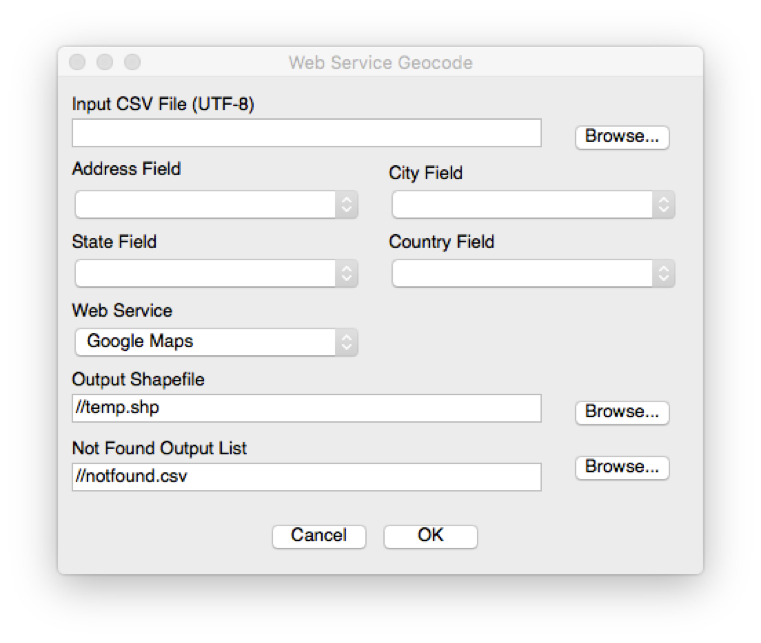 Web Service Geocode
Input CSV File (UTF-8)
Browse...
Address Field
City Field
State Field
Country Field
Web Service
Google Maps
Output Shapefile
//temp.shp
Browse...
Not Found Output List
//notfound.csv
Browse...
Cancel
OK